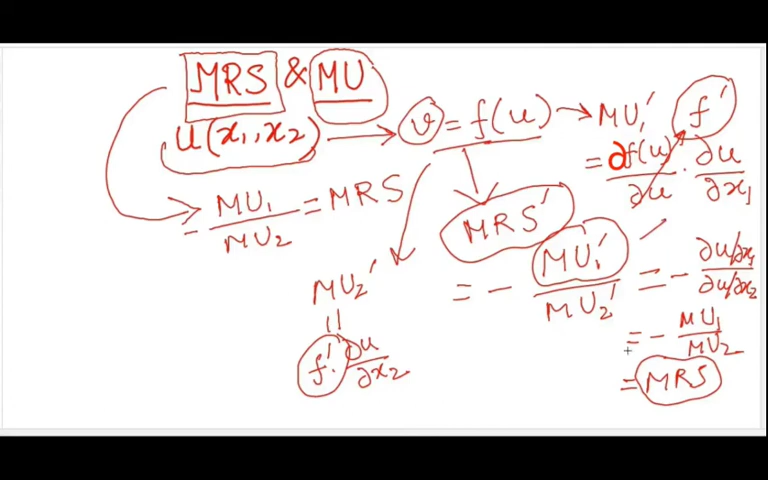 MRS & MU
U(x₁, x₂) → v = f(u) → MU₁' f'
= ∂f(u)/∂u · ∂u/∂x₁
= MU₁/MU₂ = MRS
MRS'
= - MU₁'/MU₂' = - ∂u/∂x₁ / ∂u/∂x₂
= - MU₁/MU₂
= MRS
MU₂'
=
f'. ∂u/∂x₂